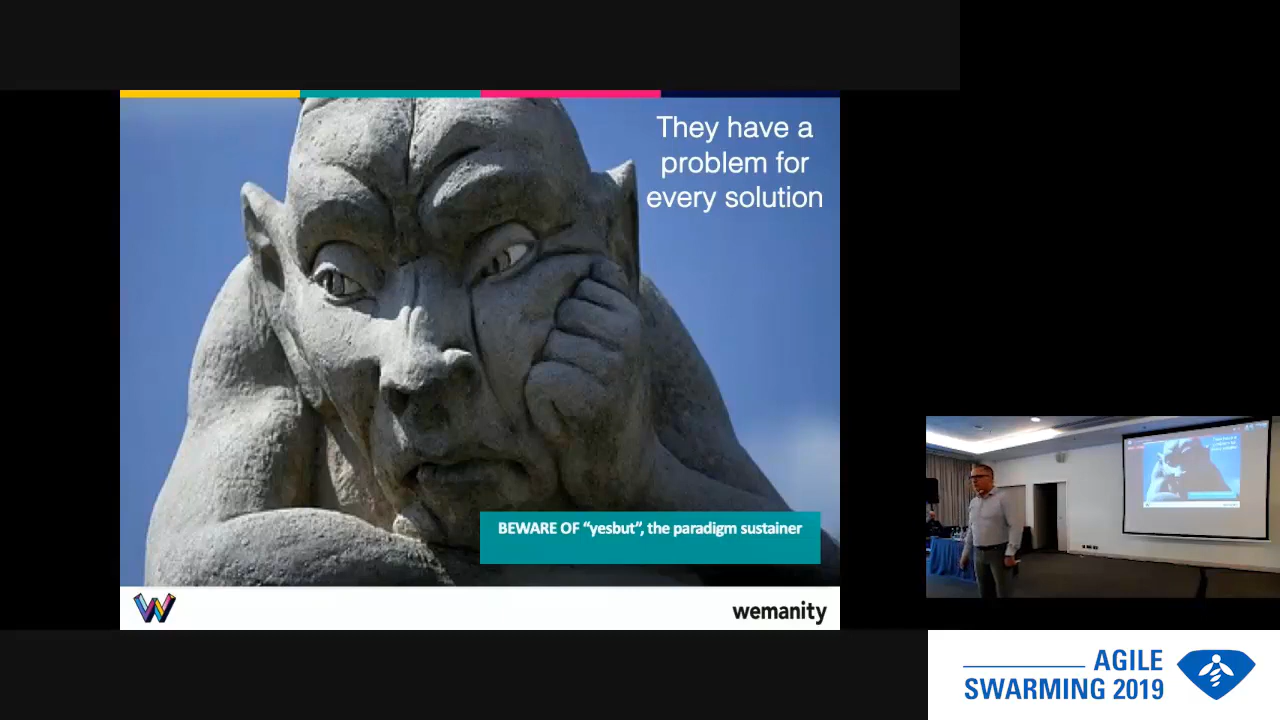 They have a
problem for
every solution
BEWARE OF “yesbut”, the paradigm sustainer
wemanity
AGILE
SWARMING 2019